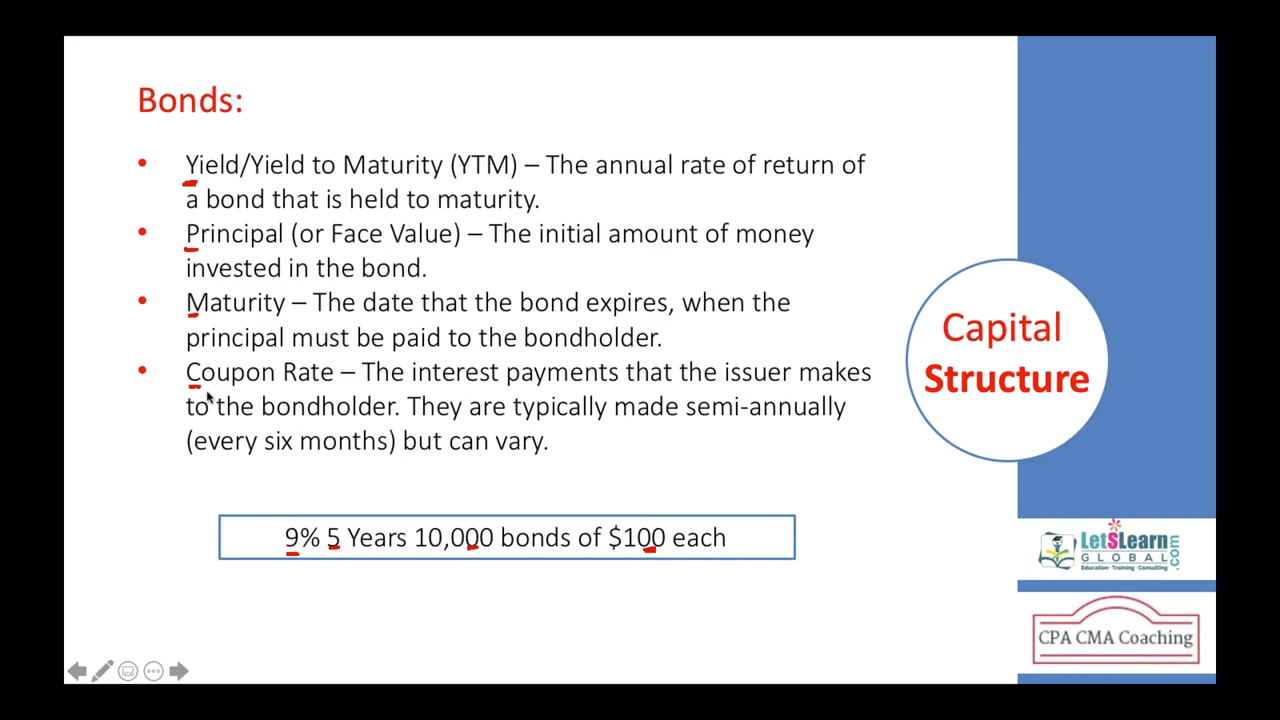 Bonds:
• Yield/Yield to Maturity (YTM) – The annual rate of return of
a bond that is held to maturity.
• Principal (or Face Value) – The initial amount of money
invested in the bond.
• Maturity – The date that the bond expires, when the
principal must be paid to the bondholder.
• Coupon Rate – The interest payments that the issuer makes
to the bondholder. They are typically made semi-annually
(every six months) but can vary.
9% 5 Years 10,000 bonds of $100 each
Capital
Structure
LetSLearn
GLOBAL
.com
Education·Training·Consulting
CPA CMA Coaching